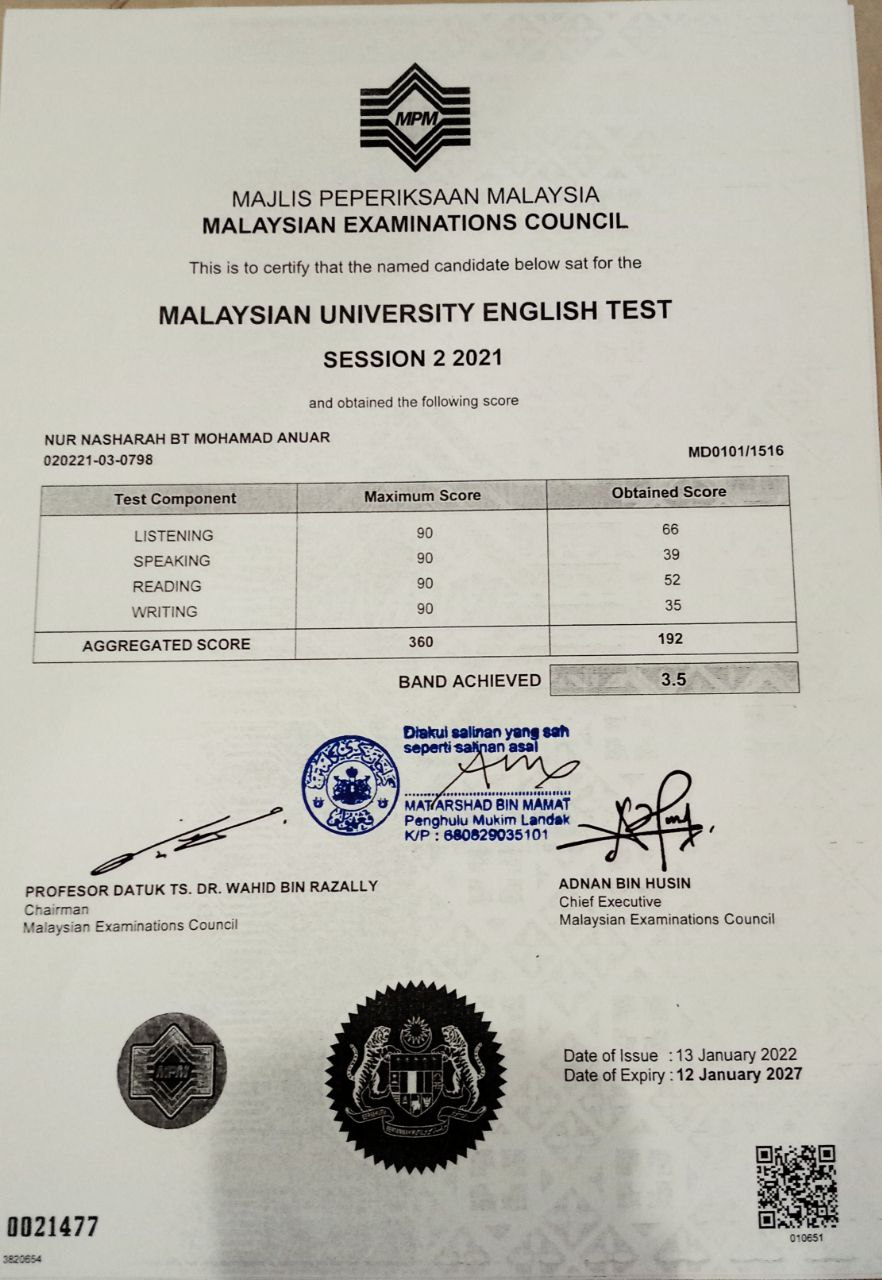 MPM
MAJLIS PEPERIKSAAN MALAYSIA
MALAYSIAN EXAMINATIONS COUNCIL
This is to certify that the named candidate below sat for the
MALAYSIAN UNIVERSITY ENGLISH TEST
SESSION 2 2021
and obtained the following score
NUR NASHARAH BT MOHAMAD ANUAR
020221-03-0798
MD0101/1516
Test Component Maximum Score Obtained Score
LISTENING 90 66
SPEAKING 90 39
READING 90 52
WRITING 90 35
AGGREGATED SCORE 360 192
BAND ACHIEVED 3.5
Diakui salinan yang sah
seperti salinan asal
MAT ARSHAD BIN MAMAT
Penghulu Mukim Landak
K/P : 680829035101
PROFESOR DATUK TS. DR. WAHID BIN RAZALLY
Chairman
Malaysian Examinations Council
ADNAN BIN HUSIN
Chief Executive
Malaysian Examinations Council
MPM
Date of Issue : 13 January 2022
Date of Expiry : 12 January 2027
0021477
3820654
010651